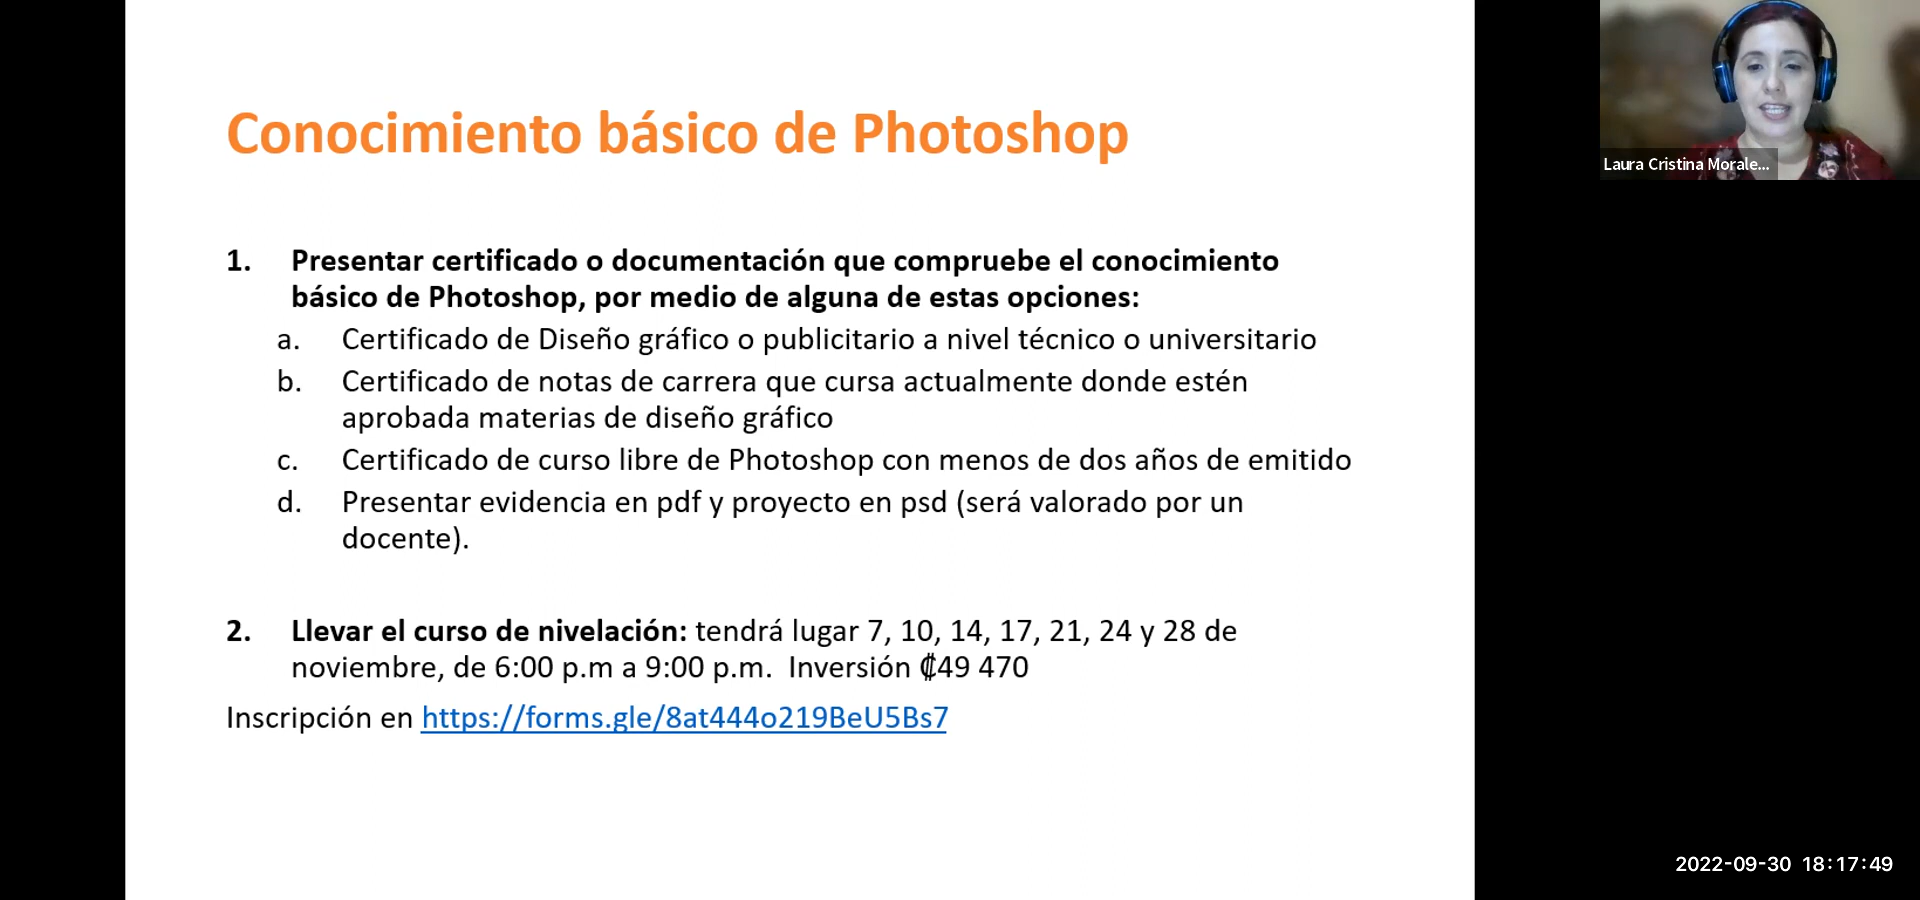 Conocimiento básico de Photoshop
1. Presentar certificado o documentación que compruebe el conocimiento
básico de Photoshop, por medio de alguna de estas opciones:
a. Certificado de Diseño gráfico o publicitario a nivel técnico o universitario
b. Certificado de notas de carrera que cursa actualmente donde estén
aprobada materias de diseño gráfico
c. Certificado de curso libre de Photoshop con menos de dos años de emitido
d. Presentar evidencia en pdf y proyecto en psd (será valorado por un
docente).
2. Llevar el curso de nivelación: tendrá lugar 7, 10, 14, 17, 21, 24 y 28 de
noviembre, de 6:00 p.m a 9:00 p.m. Inversión ₡49 470
Inscripción en https://forms.gle/8at444o219BeU5Bs7
Laura Cristina Morale...
2022-09-30 18:17:49